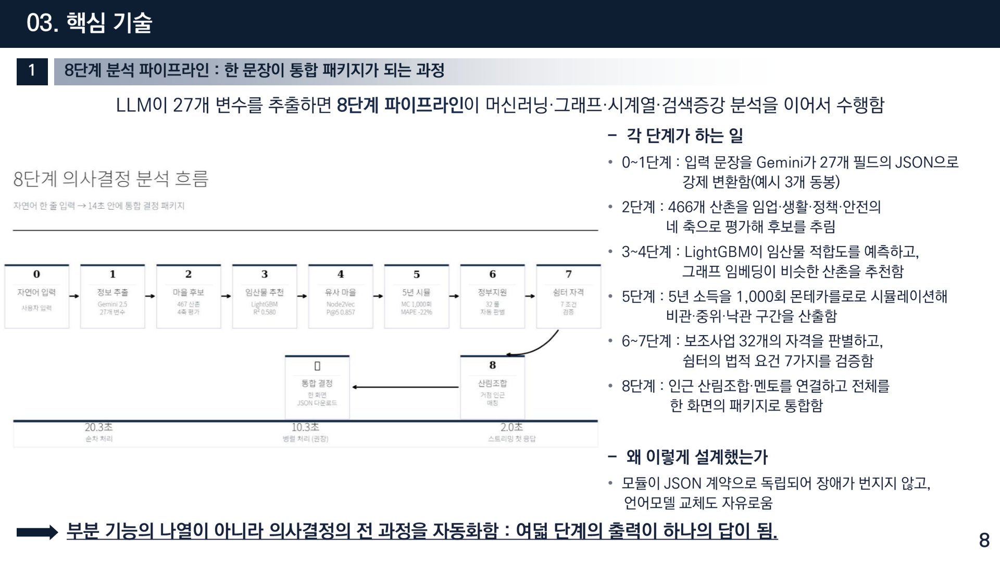 03. 핵심 기술
1
8단계 분석 파이프라인 : 한 문장이 통합 패키지가 되는 과정
LLM이 27개 변수를 추출하면 8단계 파이프라인이 머신러닝·그래프·시계열·검색증강 분석을 이어서 수행함
8단계 의사결정 분석 흐름
자연어 한 줄 입력 → 14초 안에 통합 결정 패키지
0
자연어 입력
사용자 입력
1
정보 추출
Gemini 2.5
27개 변수
2
마을 후보
467 산촌
4축 평가
3
임산물 추천
LightGBM
R² 0.580
4
유사 마을
Node2Vec
P@5 0.857
5
5년 시뮬
MC 1,000회
MAPE -22%
6
정부지원
32 룰
자동 판별
7
쉼터 자격
7 조건
검증
8
산림조합
거점 인근
매칭
통합 결정
한 화면
JSON 다운로드
20.3초
순차 처리
10.3초
병렬 처리 (권장)
2.0초
스트리밍 첫 응답
– 각 단계가 하는 일
• 0~1단계 : 입력 문장을 Gemini가 27개 필드의 JSON으로
강제 변환함(예시 3개 동봉)
• 2단계 : 466개 산촌을 임업·생활·정책·안전의
네 축으로 평가해 후보를 추림
• 3~4단계 : LightGBM이 임산물 적합도를 예측하고,
그래프 임베딩이 비슷한 산촌을 추천함
• 5단계 : 5년 소득을 1,000회 몬테카를로로 시뮬레이션해
비관·중위·낙관 구간을 산출함
• 6~7단계 : 보조사업 32개의 자격을 판별하고,
쉼터의 법적 요건 7가지를 검증함
• 8단계 : 인근 산림조합·멘토를 연결하고 전체를
한 화면의 패키지로 통합함
– 왜 이렇게 설계했는가
• 모듈이 JSON 계약으로 독립되어 장애가 번지지 않고,
언어모델 교체도 자유로움
부분 기능의 나열이 아니라 의사결정의 전 과정을 자동화함 : 여덟 단계의 출력이 하나의 답이 됨.
8